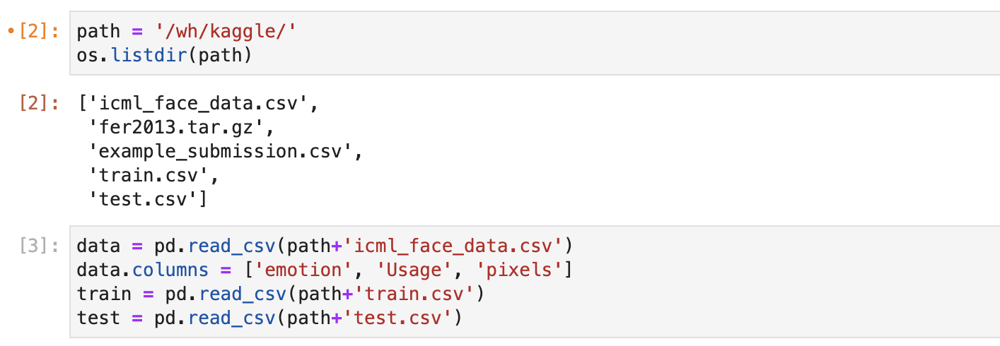 •[2]: path = '/wh/kaggle/'
os.listdir(path)
[2]: ['icml_face_data.csv',
'fer2013.tar.gz',
'example_submission.csv',
'train.csv',
'test.csv']
[3]: data = pd.read_csv(path+'icml_face_data.csv')
data.columns = ['emotion', 'Usage', 'pixels']
train = pd.read_csv(path+'train.csv')
test = pd.read_csv(path+'test.csv')